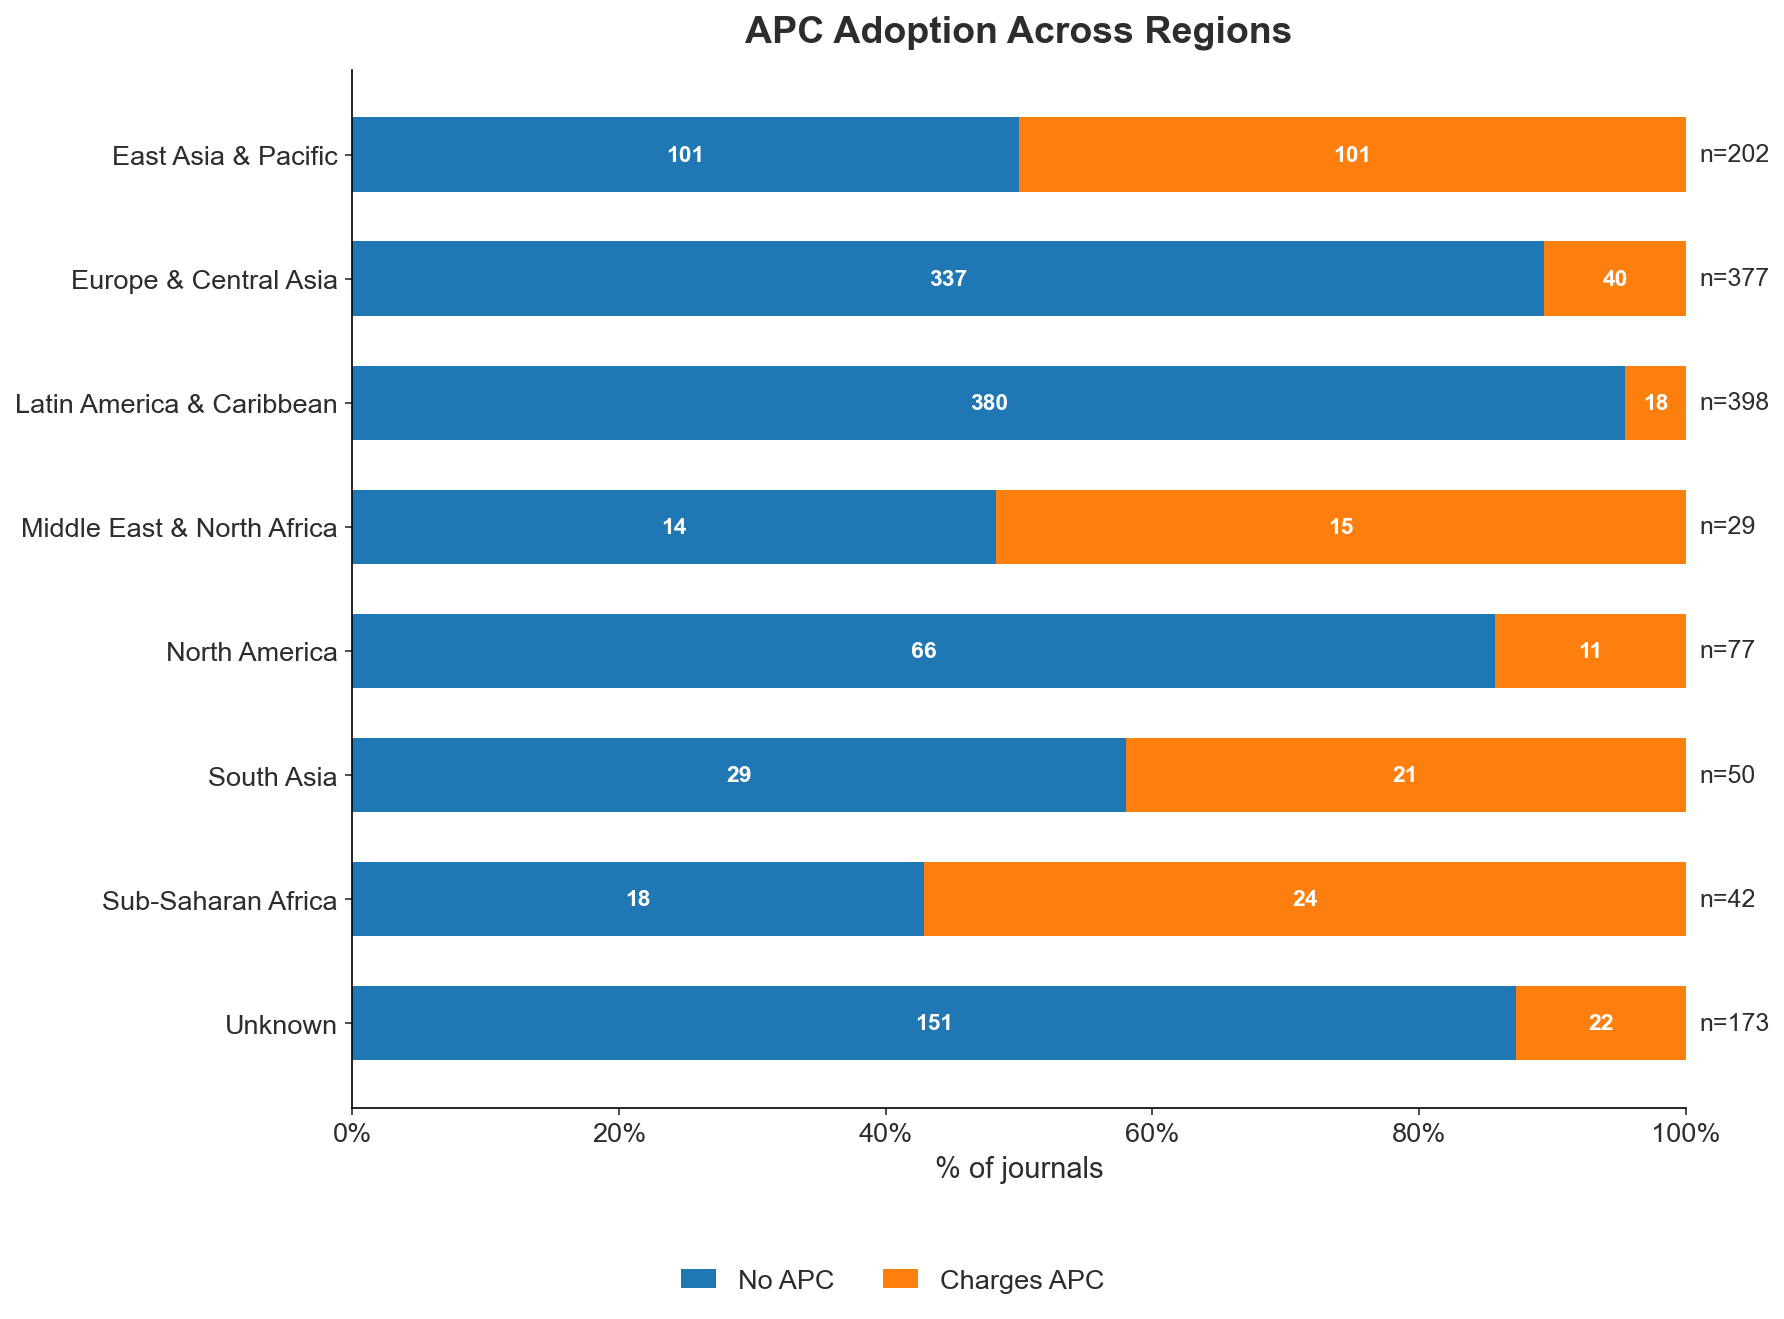 APC Adoption Across Regions
East Asia & Pacific 101 101 n=202
Europe & Central Asia 337 40 n=377
Latin America & Caribbean 380 18 n=398
Middle East & North Africa 14 15 n=29
North America 66 11 n=77
South Asia 29 21 n=50
Sub-Saharan Africa 18 24 n=42
Unknown 151 22 n=173
0% 20% 40% 60% 80% 100%
% of journals
No APC Charges APC